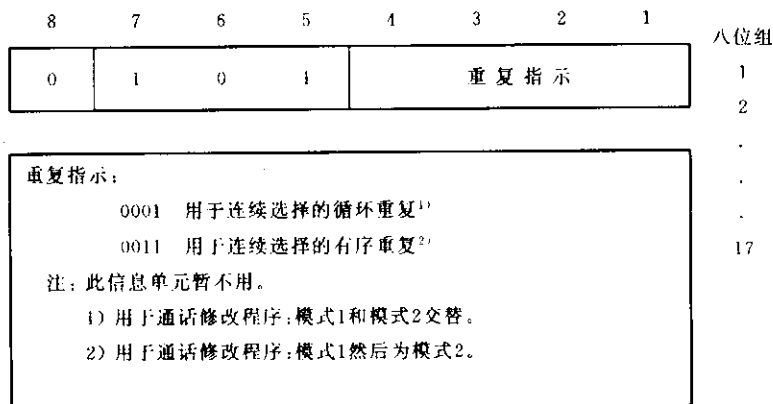 8 7 6 5 4 3 2 1
八位组
0 1 0 1 重复指示 1
2
.
.
.
17
重复指示:
0001 用于连续选择的循环重复1)
0011 用于连续选择的有序重复2)
注:此信息单元暂不用。
1) 用于通话修改程序:模式1和模式2交替。
2) 用于通话修改程序:模式1然后为模式2。